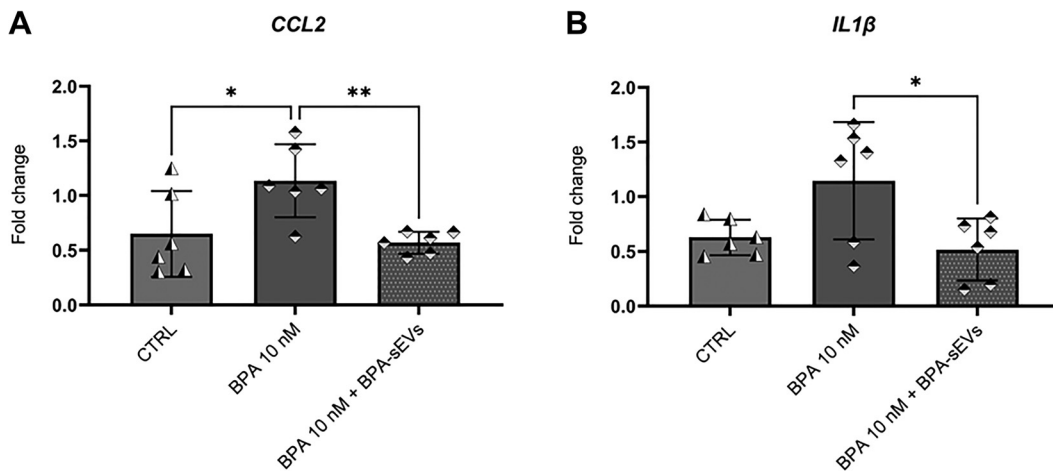 A
CCL2
2.0
1.5
1.0
0.5
0.0
Fold change
*
**
CTRL
BPA 10 nM
BPA 10 nM + BPA-sEVs
B
IL1β
2.0
1.5
1.0
0.5
0.0
Fold change
*
CTRL
BPA 10 nM
BPA 10 nM + BPA-sEVs